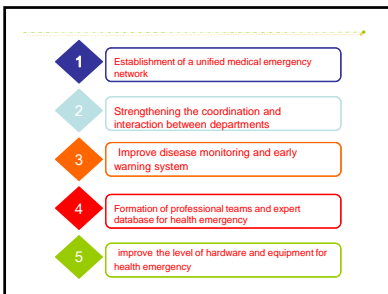 1
Establishment of a unified medical emergency
network
2
Strengthening the coordination and
interaction between departments
3
Improve disease monitoring and early
warning system
4
Formation of professional teams and expert
database for health emergency
5
improve the level of hardware and equipment for
health emergency